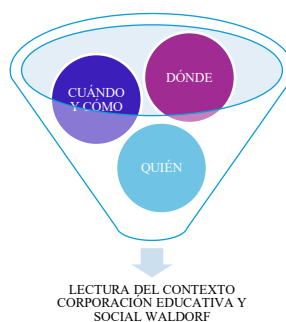 DÓNDE
CUÁNDO
Y CÓMO
QUIÉN
LECTURA DEL CONTEXTO
CORPORACIÓN EDUCATIVA Y
SOCIAL WALDORF